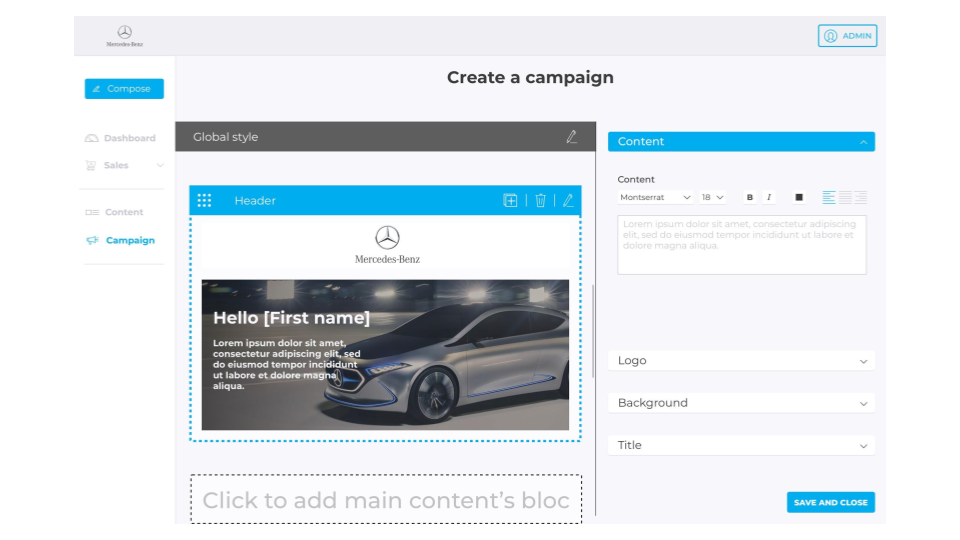 Mercedes-Benz
ADMIN
Create a campaign
Compose
Dashboard
Sales
Content
Campaign
Global style
Header
Mercedes-Benz
Hello [First name]
Lorem ipsum dolor sit amet,
consectetur adipiscing elit, sed
do eiusmod tempor incididunt
ut labore et dolore magna
aliqua.
Click to add main content's bloc
Content
Content
Montserrat 18 B I
Lorem ipsum dolor sit amet, consectetur adipiscing
elit, sed do eiusmod tempor incididunt ut labore et
dolore magna aliqua.
Logo
Background
Title
SAVE AND CLOSE